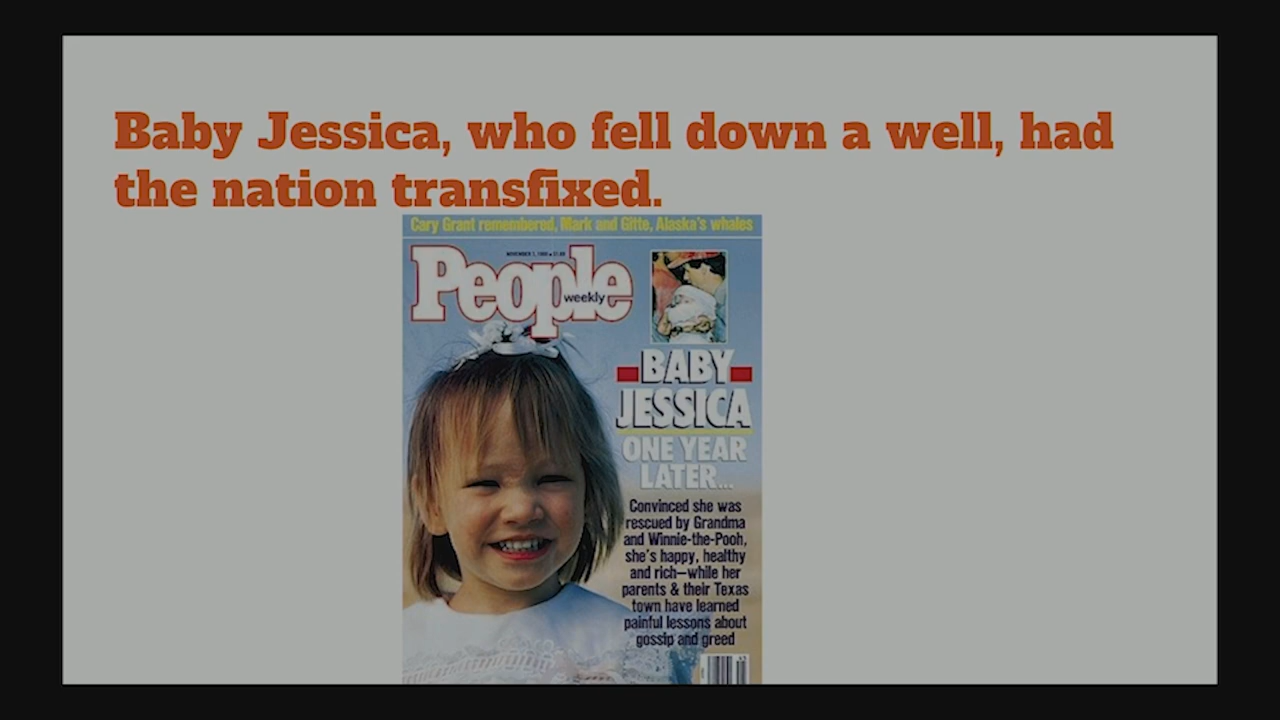 Baby Jessica, who fell down a well, had
the nation transfixed.
Cary Grant remembered, Mark and Gitte, Alaska's whales
People
weekly
BABY
JESSICA
ONE YEAR
LATER...
Convinced she was
rescued by Grandma
and Winnie-the-Pooh,
she's happy, healthy
and rich—while her
parents & their Texas
town have learned
painful lessons about
gossip and greed